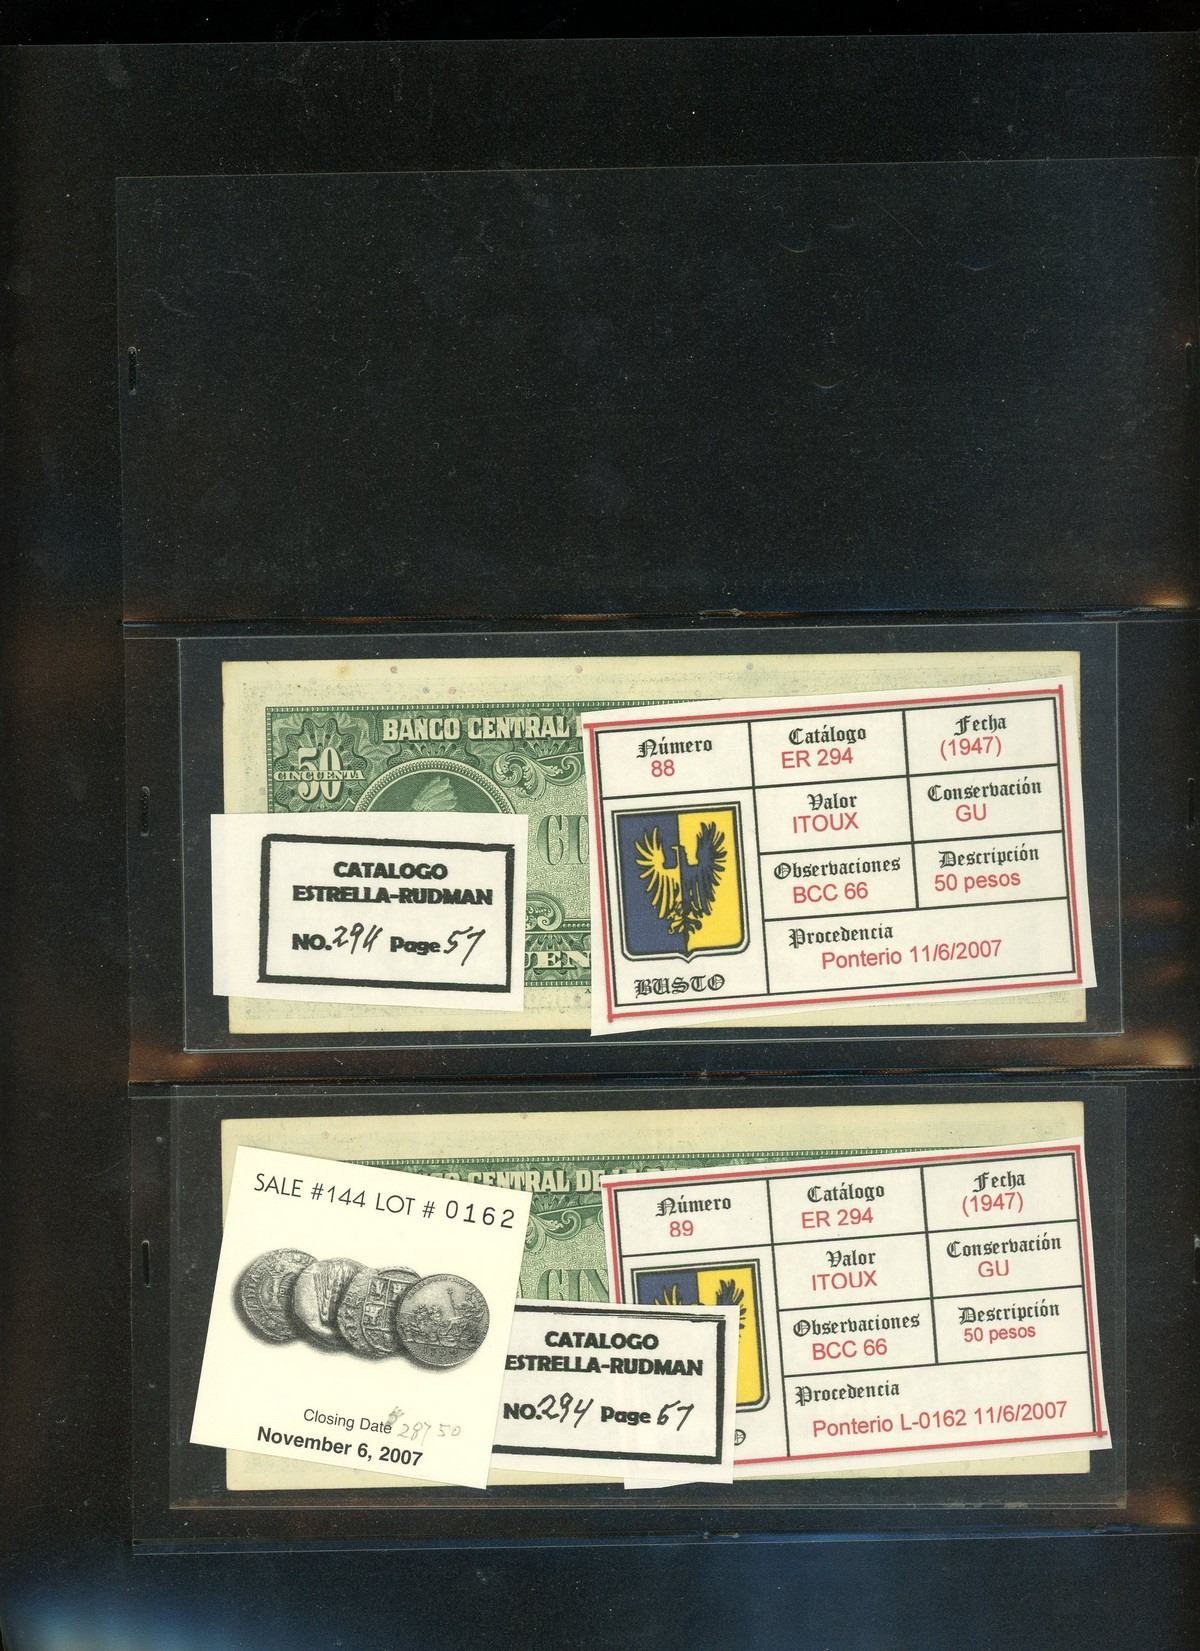 50
CINCUENTA
BANCO CENTRAL
CATALOGO
ESTRELLA-RUDMAN
NO. 294 Page 57
Número
88
Catálogo
ER 294
Fecha
(1947)
Valor
ITOUX
Conservación
GU
Observaciones
BCC 66
Descripción
50 pesos
Procedencia
Ponterio 11/6/2007
BUSTO
CENTRAL DE
SALE #144 LOT # 0162
Closing Date
November 6, 2007
CATALOGO
ESTRELLA-RUDMAN
NO. 294 Page 57
Número
89
Catálogo
ER 294
Fecha
(1947)
Valor
ITOUX
Conservación
GU
Observaciones
BCC 66
Descripción
50 pesos
Procedencia
Ponterio L-0162 11/6/2007